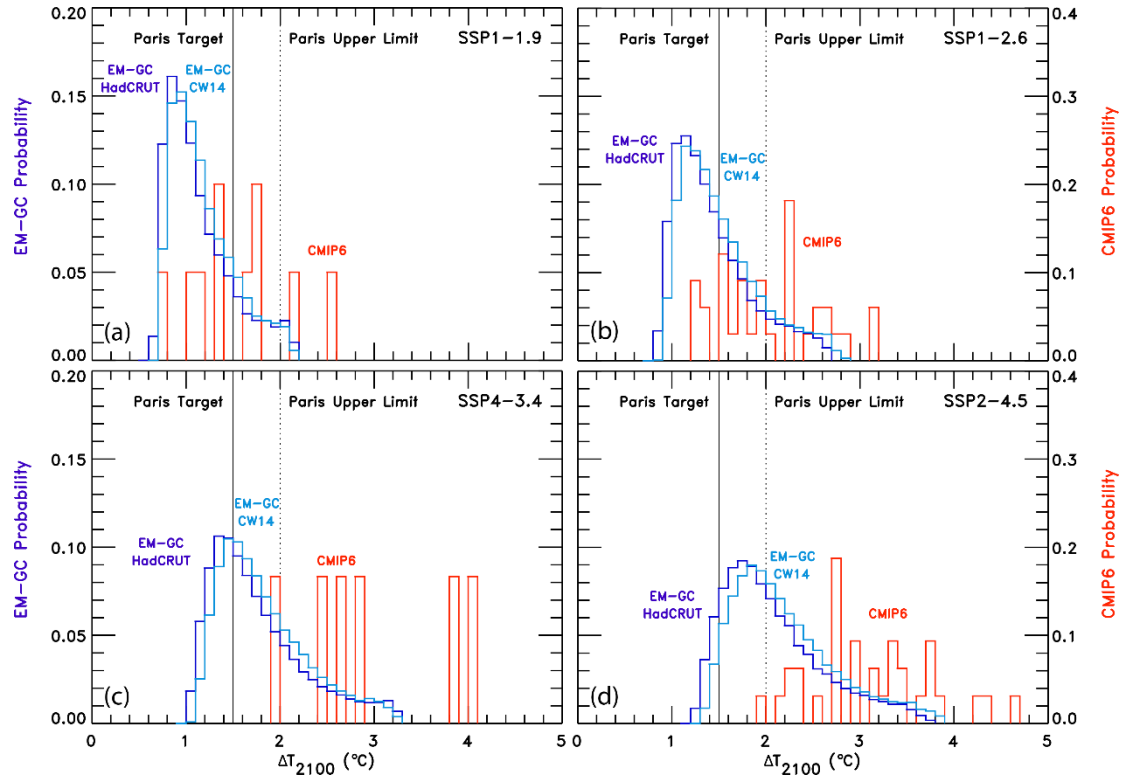 0.20
Paris Target
Paris Upper Limit
SSP1-1.9
EM-GC
HadCRUT
EM-GC
CW14
0.15
0.10
CMIP6
0.05
(a)
0.00
EM-GC Probability
Paris Target
Paris Upper Limit
SSP1-2.6
0.4
EM-GC
HadCRUT
EM-GC
CW14
0.3
0.2
CMIP6
0.1
(b)
0.0
CMIP6 Probability
0.20
Paris Target
Paris Upper Limit
SSP4-3.4
0.15
EM-GC
CW14
EM-GC
HadCRUT
0.10
CMIP6
0.05
(c)
0.00
EM-GC Probability
0 1 2 3 4
ΔT2100 (°C)
Paris Target
Paris Upper Limit
SSP2-4.5
0.4
0.3
EM-GC
CW14
EM-GC
HadCRUT
0.2
CMIP6
0.1
(d)
0.0
CMIP6 Probability
0 1 2 3 4 5
ΔT2100 (°C)